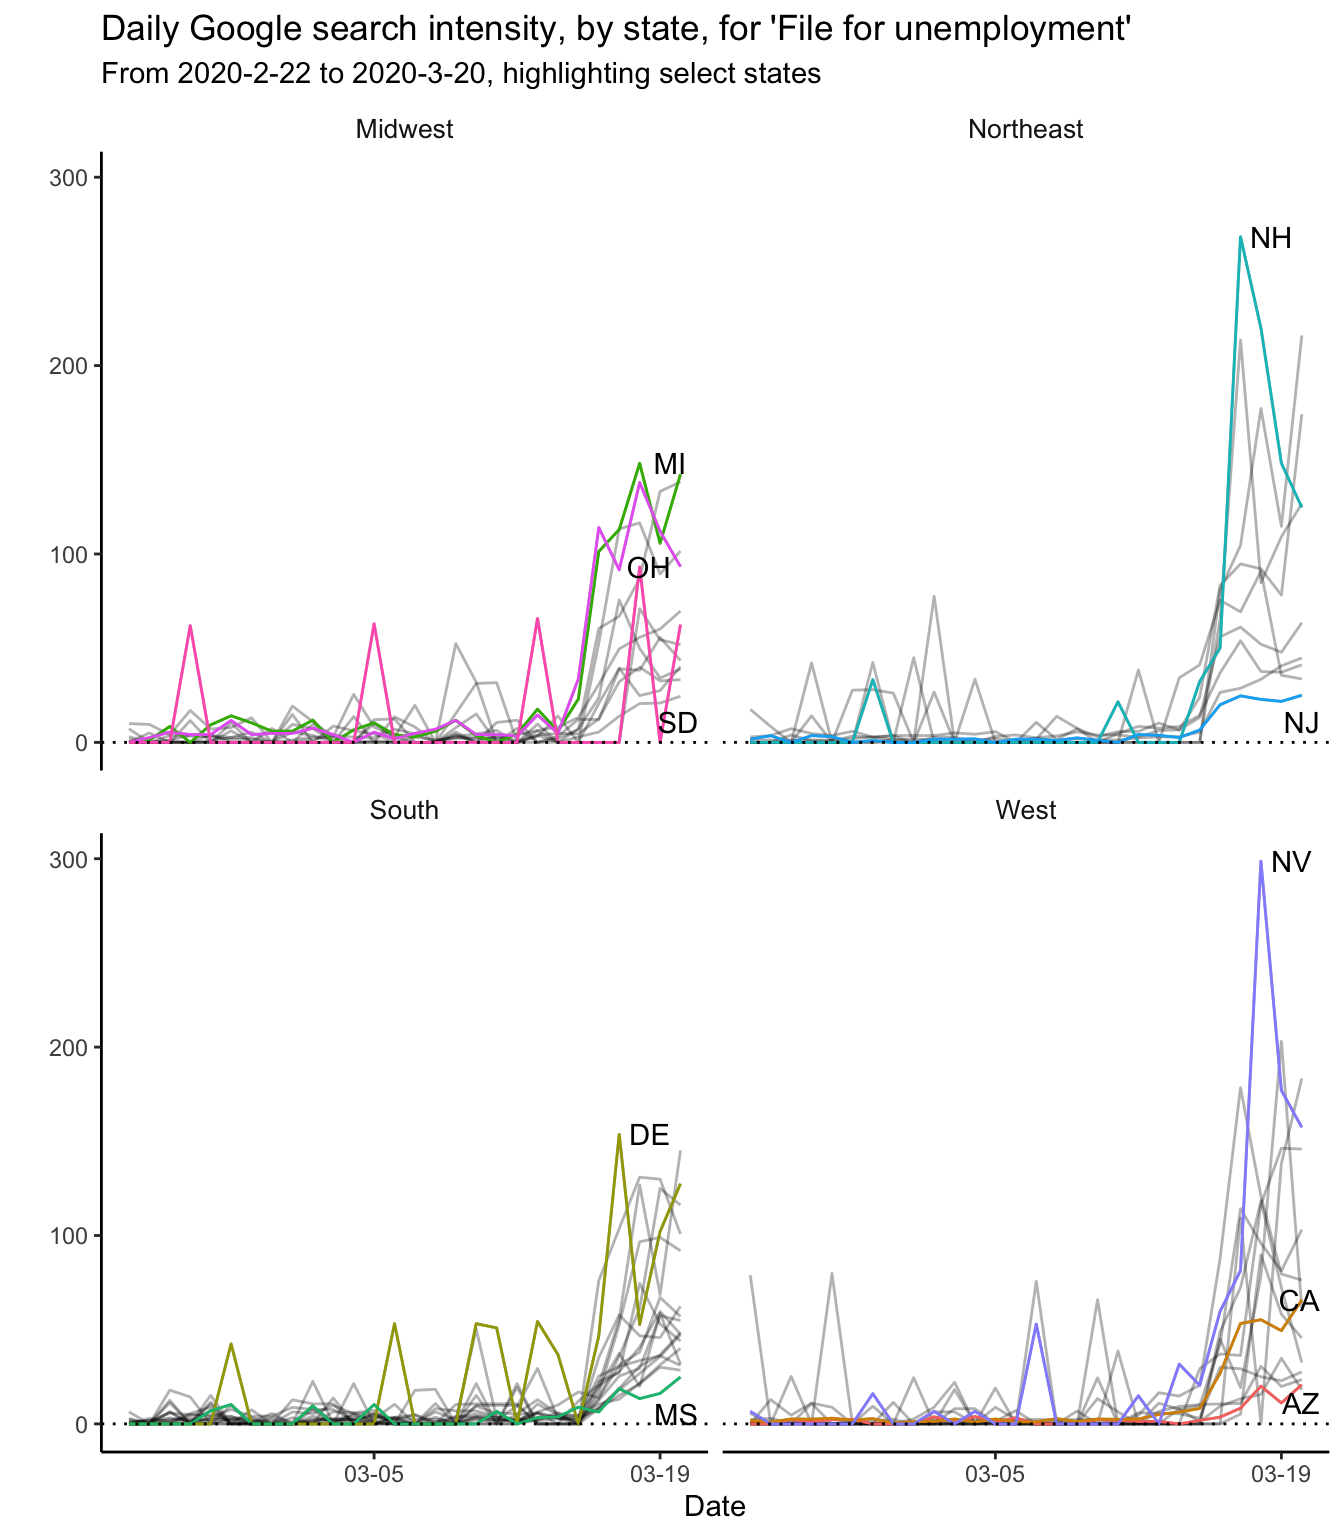 Daily Google search intensity, by state, for 'File for unemployment'
From 2020-2-22 to 2020-3-20, highlighting select states
Midwest
Northeast
300
200
100
0
MI
OH
SD
NH
NJ
South
West
300
200
100
0
DE
MS
NV
CA
AZ
03-05
03-19
03-05
03-19
Date